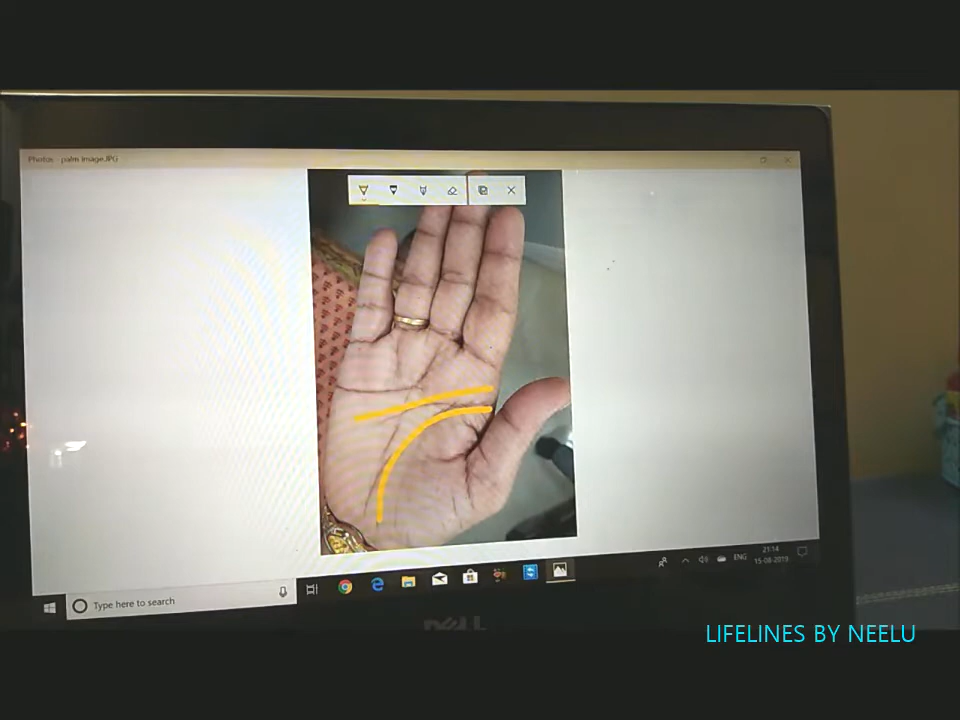 Photos - palm image.JPG
Type here to search
ENG
21:14
15-08-2019
DELL
LIFELINES BY NEELU